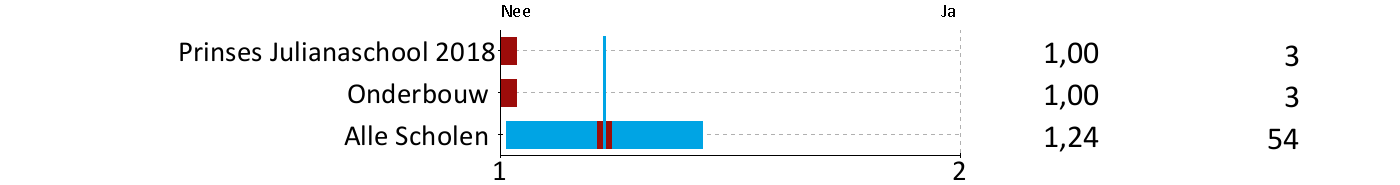 Nee Ja
Prinses Julianaschool 2018 1,00 3
Onderbouw 1,00 3
Alle Scholen 1,24 54
1 2